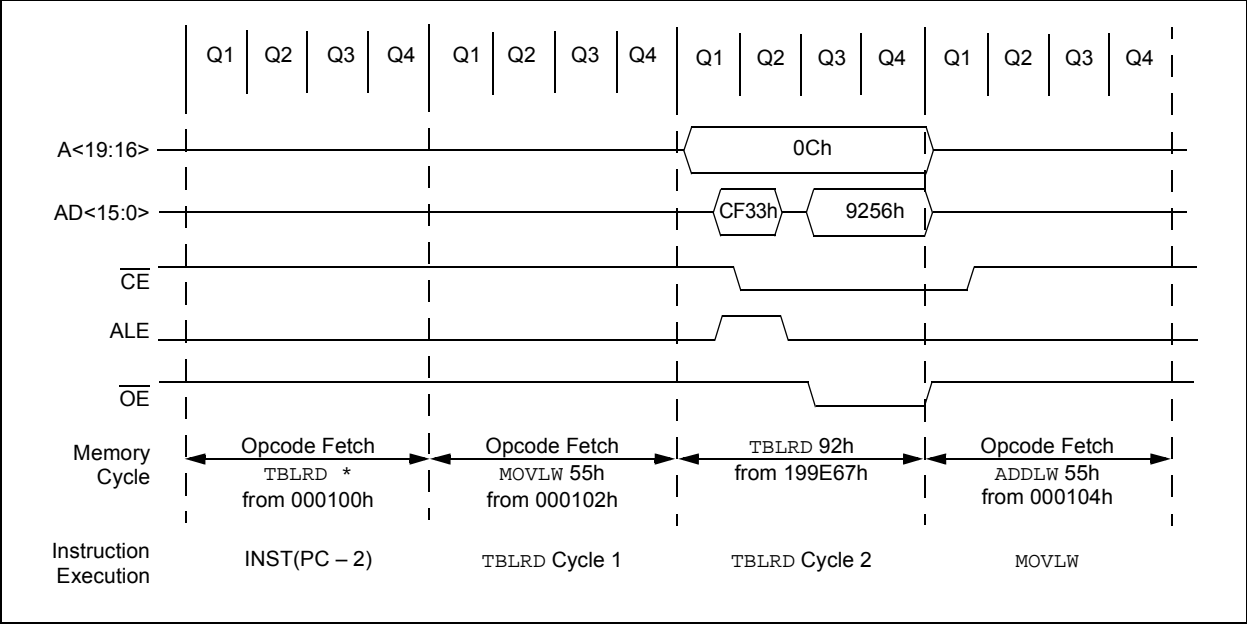 Q1 Q2 Q3 Q4 Q1 Q2 Q3 Q4 Q1 Q2 Q3 Q4 Q1 Q2 Q3 Q4
A<19:16> 0Ch
AD<15:0> CF33h 9256h
CE
ALE
OE
Memory
Cycle
Opcode Fetch
TBLRD *
from 000100h
Opcode Fetch
MOVLW 55h
from 000102h
TBLRD 92h
from 199E67h
Opcode Fetch
ADDLW 55h
from 000104h
Instruction
Execution
INST(PC – 2)
TBLRD Cycle 1
TBLRD Cycle 2
MOVLW